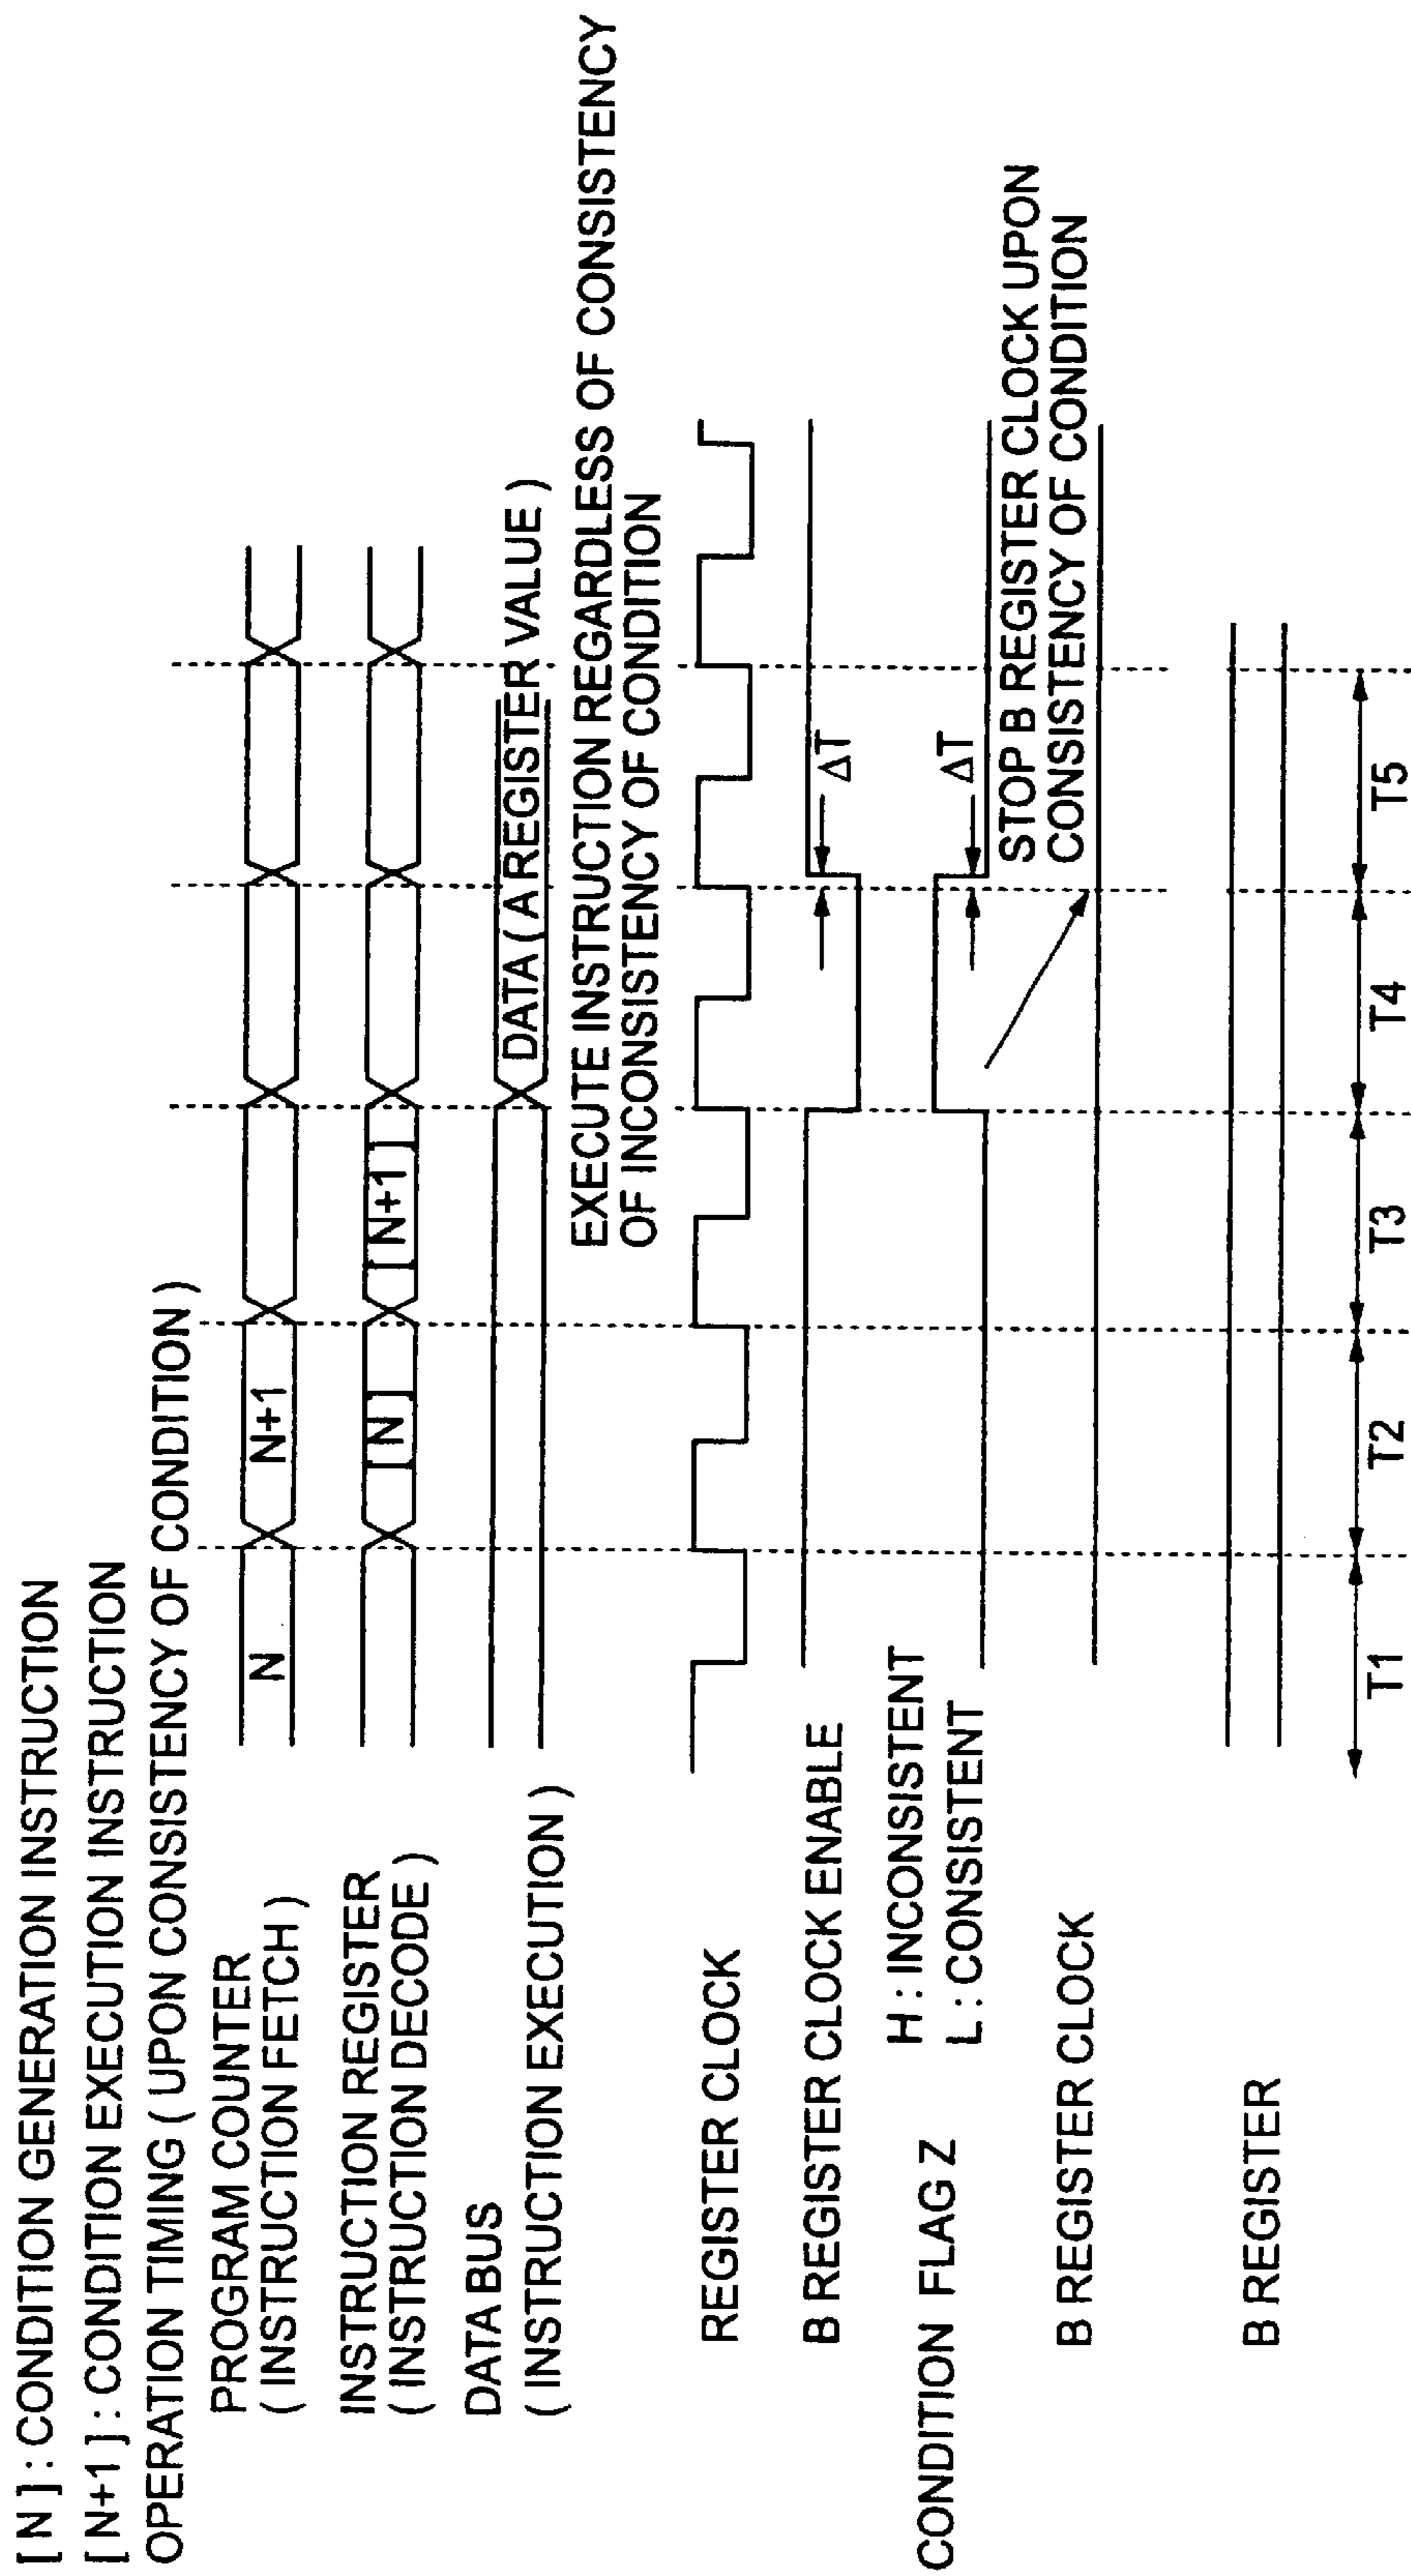 [ N ] : CONDITION GENERATION INSTRUCTION
[ N+1 ] : CONDITION EXECUTION INSTRUCTION
OPERATION TIMING ( UPON CONSISTENCY OF CONDITION )
PROGRAM COUNTER
( INSTRUCTION FETCH )
N
N+1
INSTRUCTION REGISTER
( INSTRUCTION DECODE )
[N]
[N+1]
DATA BUS
( INSTRUCTION EXECUTION )
DATA ( A REGISTER VALUE )
EXECUTE INSTRUCTION REGARDLESS OF CONSISTENCY
OF INCONSISTENCY OF CONDITION
REGISTER CLOCK
B REGISTER CLOCK ENABLE
ΔT
CONDITION FLAG Z
H : INCONSISTENT
L : CONSISTENT
ΔT
STOP B REGISTER CLOCK UPON
CONSISTENCY OF CONDITION
B REGISTER CLOCK
B REGISTER
T1
T2
T3
T4
T5